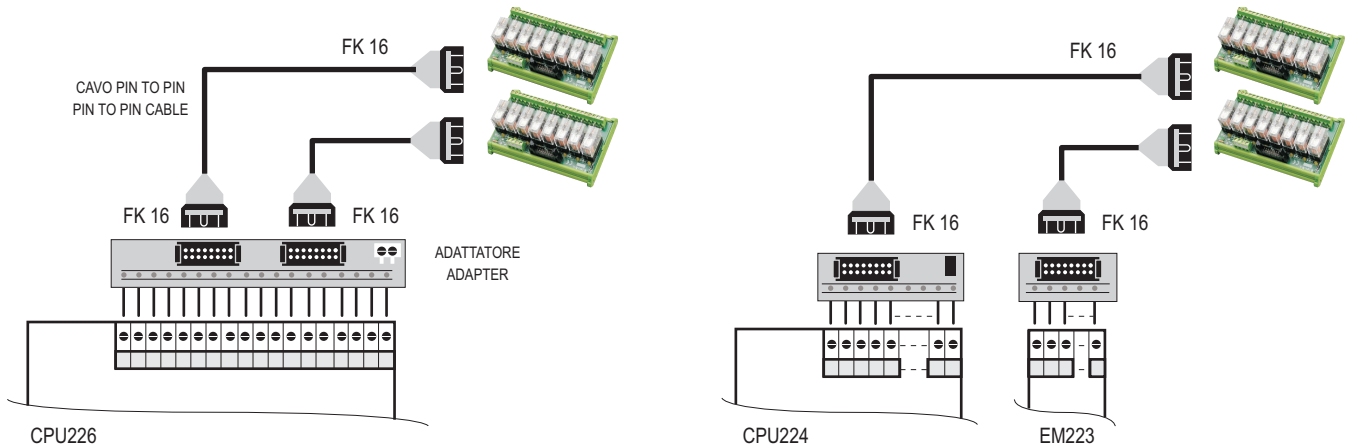 FK 16
CAVO PIN TO PIN
PIN TO PIN CABLE
FK 16
FK 16
ADATTATORE
ADAPTER
CPU226
FK 16
FK 16
FK 16
CPU224
EM223